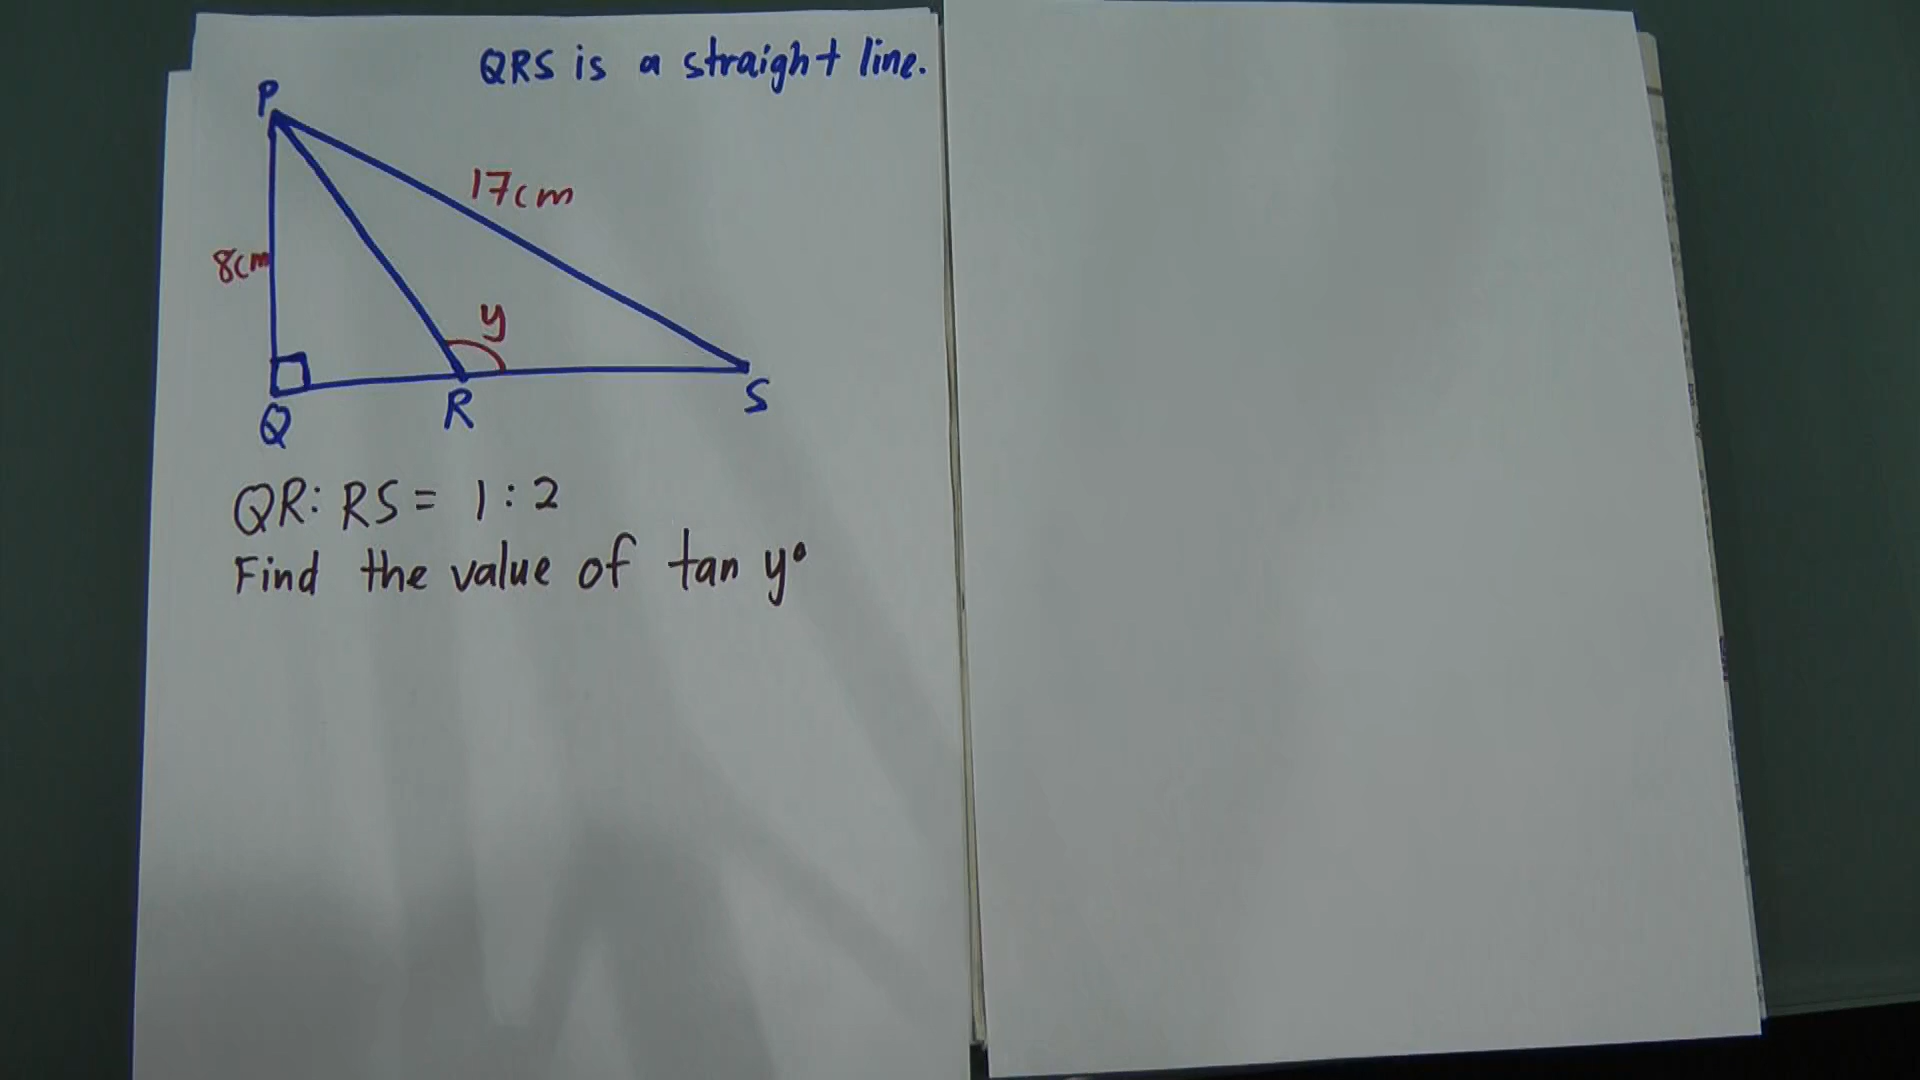 QRS is a straight line.
P
17cm
8cm
y
Q
R
S
QR: RS = 1 : 2
Find the value of tan y°